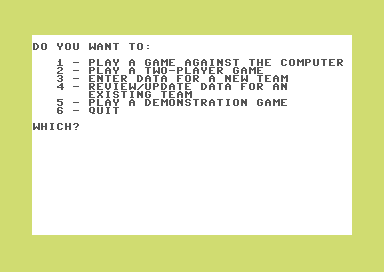 DO YOU WANT TO:
1 - PLAY A GAME AGAINST THE COMPUTER
2 - PLAY A TWO-PLAYER GAME
3 - ENTER DATA FOR A NEW TEAM
4 - REVIEW/UPDATE DATA FOR AN
EXISTING TEAM
5 - PLAY A DEMONSTRATION GAME
6 - QUIT
WHICH?